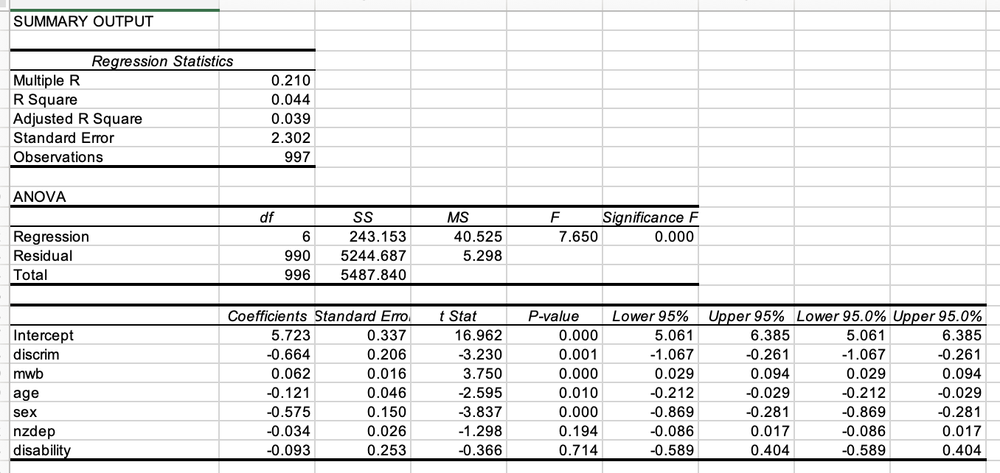 SUMMARY OUTPUT
Regression Statistics
Multiple R 0.210
R Square 0.044
Adjusted R Square 0.039
Standard Error 2.302
Observations 997
ANOVA
df SS MS F Significance F
Regression 6 243.153 40.525 7.650 0.000
Residual 990 5244.687 5.298
Total 996 5487.840
Coefficients Standard Erro t Stat P-value Lower 95% Upper 95% Lower 95.0% Upper 95.0%
Intercept 5.723 0.337 16.962 0.000 5.061 6.385 5.061 6.385
discrim -0.664 0.206 -3.230 0.001 -1.067 -0.261 -1.067 -0.261
mwb 0.062 0.016 3.750 0.000 0.029 0.094 0.029 0.094
age -0.121 0.046 -2.595 0.010 -0.212 -0.029 -0.212 -0.029
sex -0.575 0.150 -3.837 0.000 -0.869 -0.281 -0.869 -0.281
nzdep -0.034 0.026 -1.298 0.194 -0.086 0.017 -0.086 0.017
disability -0.093 0.253 -0.366 0.714 -0.589 0.404 -0.589 0.404